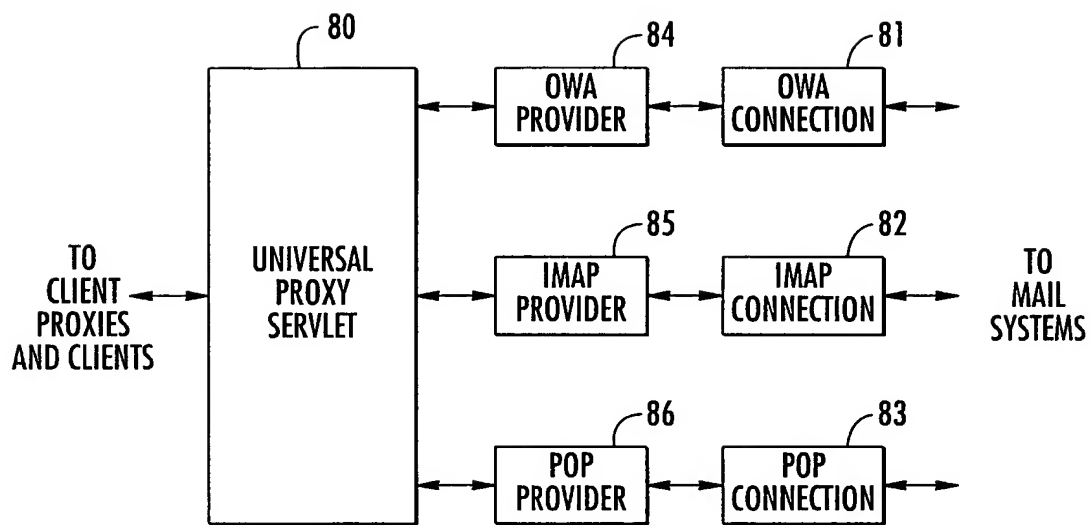 80
84
81
OWA
PROVIDER
OWA
CONNECTION
TO
CLIENT
PROXIES
AND CLIENTS
UNIVERSAL
PROXY
SERVLET
85
82
IMAP
PROVIDER
IMAP
CONNECTION
TO
MAIL
SYSTEMS
86
83
POP
PROVIDER
POP
CONNECTION